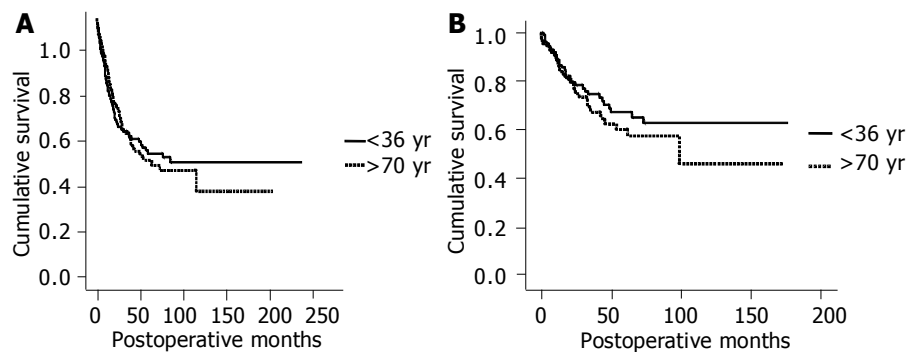 A
Cumulative survival
1.0
0.8
0.6
0.4
0.2
0.0
0 50 100 150 200 250
Postoperative months
<36 yr
>70 yr
B
Cumulative survival
1.0
0.8
0.6
0.4
0.2
0.0
0 50 100 200
Postoperative months
<36 yr
>70 yr